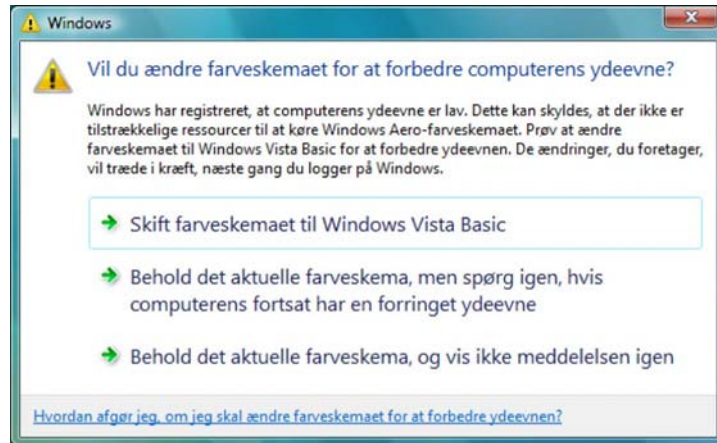 Windows
Vil du ændre farveskemaet for at forbedre computerens ydeevne?
Windows har registreret, at computerens ydeevne er lav. Dette kan skyldes, at der ikke er
tilstrækkelige ressourcer til at køre Windows Aero-farveskemaet. Prøv at ændre
farveskemaet til Windows Vista Basic for at forbedre ydeevnen. De ændringer, du foretager,
vil træde i kræft, næste gang du logger på Windows.
Skift farveskemaet til Windows Vista Basic
Behold det aktuelle farveskema, men spørg igen, hvis
computerens fortsat har en forringet ydeevne
Behold det aktuelle farveskema, og vis ikke meddelelsen igen
Hvordan afgør jeg, om jeg skal ændre farveskemaet for at forbedre ydeevnen?